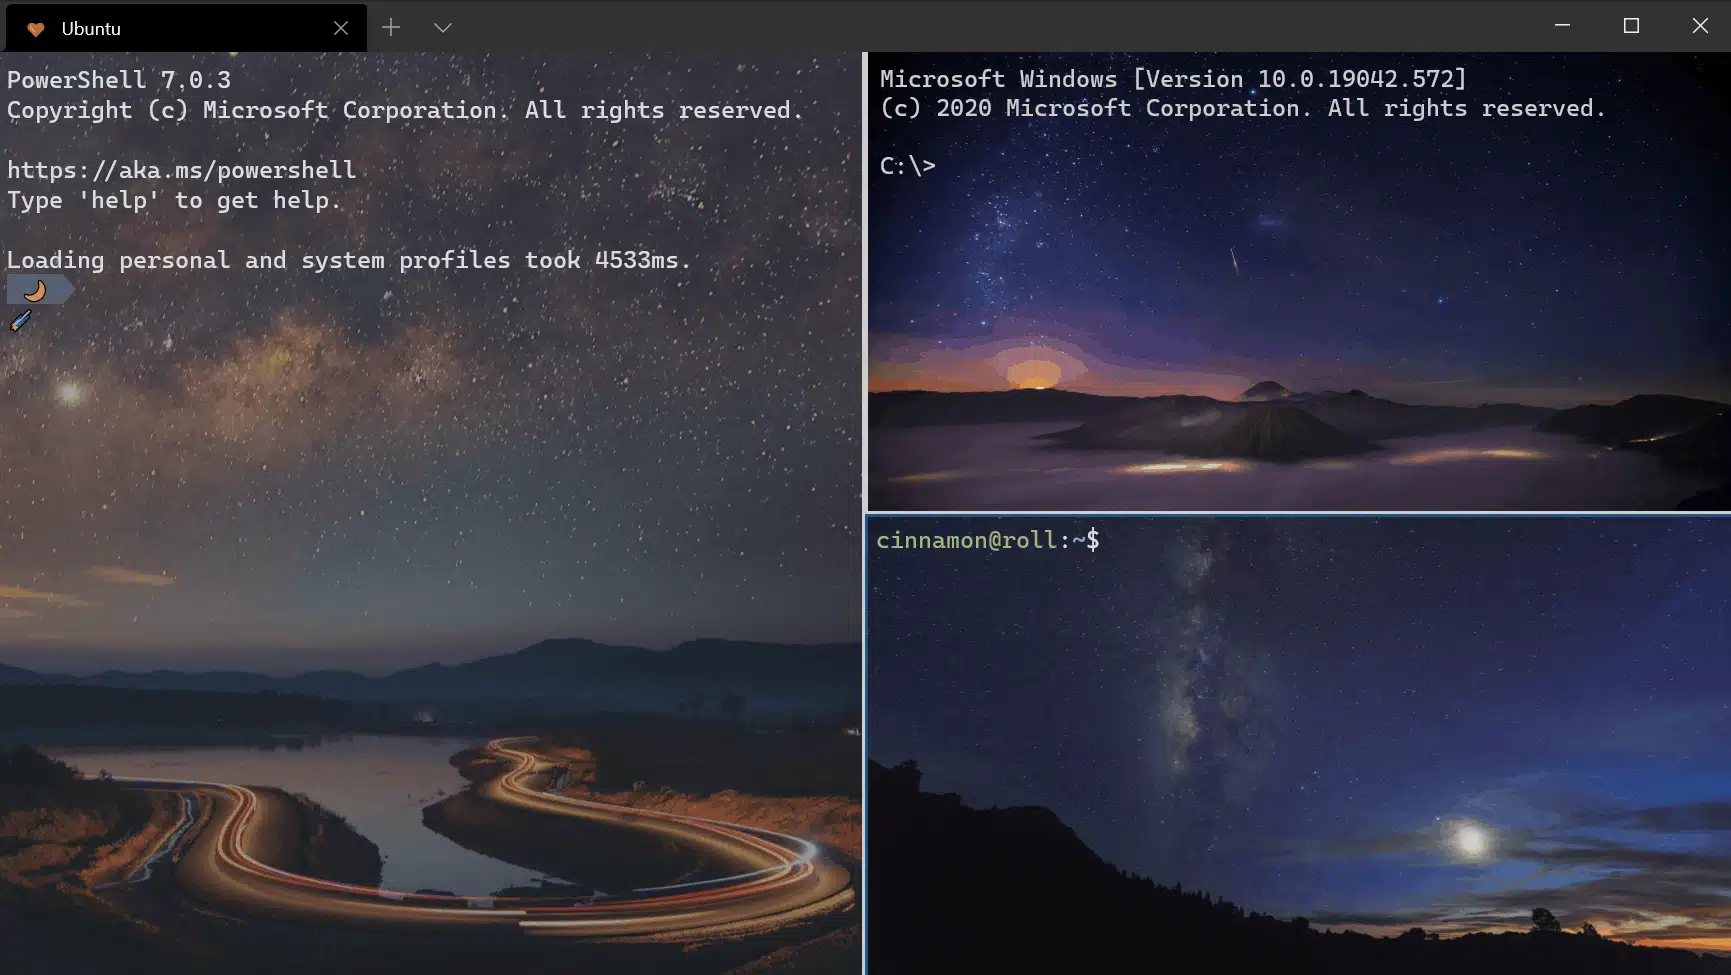 Ubuntu
PowerShell 7.0.3
Copyright (c) Microsoft Corporation. All rights reserved.
https://aka.ms/powershell
Type 'help' to get help.
Loading personal and system profiles took 4533ms.
Microsoft Windows [Version 10.0.19042.572]
(c) 2020 Microsoft Corporation. All rights reserved.
C:\>
cinnamon@roll:~$